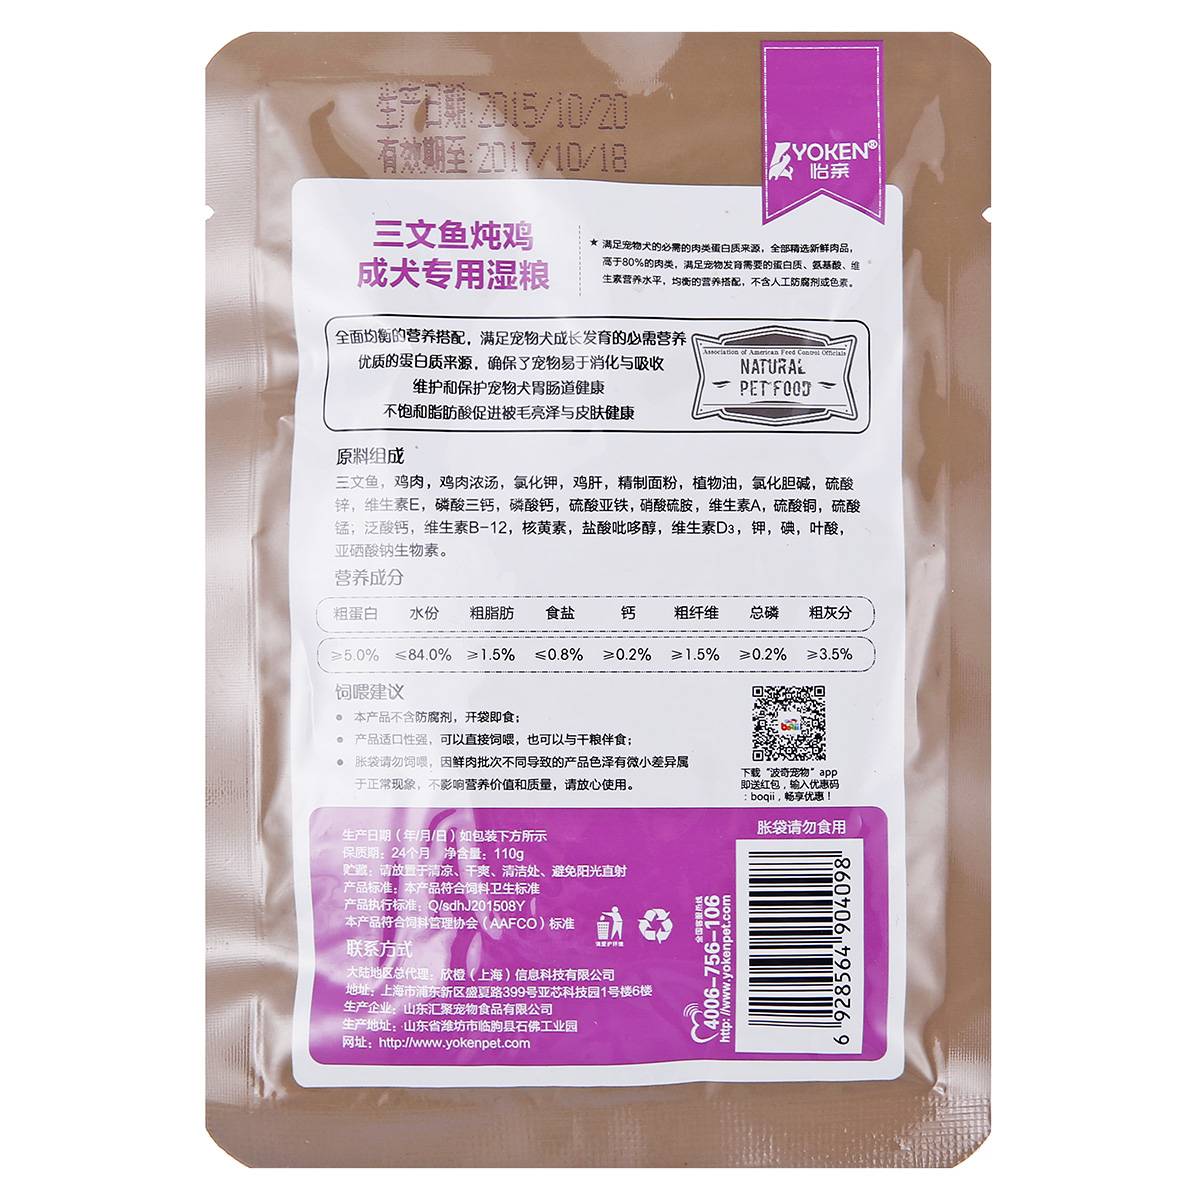 生产日期:2015/10/20
有效期至:2017/10/18
YOKEN®
怡亲
三文鱼炖鸡
成犬专用湿粮
★ 满足宠物犬的必需的肉类蛋白质来源，全部精选新鲜肉品，
高于80%的肉类，满足宠物发育需要的蛋白质、氨基酸、维
生素营养水平，均衡的营养搭配，不含人工防腐剂或色素。
全面均衡的营养搭配，满足宠物犬成长发育的必需营养
优质的蛋白质来源，确保了宠物易于消化与吸收
维护和保护宠物犬胃肠道健康
不饱和脂肪酸促进被毛亮泽与皮肤健康
Association of American Feed Control Officials
NATURAL
PET FOOD
原料组成
三文鱼，鸡肉，鸡肉浓汤，氯化钾，鸡肝，精制面粉，植物油，氯化胆碱，硫酸
锌，维生素E，磷酸三钙，磷酸钙，硫酸亚铁，硝酸硫胺，维生素A，硫酸铜，硫酸
锰；泛酸钙，维生素B-12，核黄素，盐酸吡哆醇，维生素D3，钾，碘，叶酸，
亚硒酸钠生物素。
营养成分
粗蛋白 水份 粗脂肪 食盐 钙 粗纤维 总磷 粗灰分
≥5.0% ≤84.0% ≥1.5% ≤0.8% ≥0.2% ≥1.5% ≥0.2% ≥3.5%
饲喂建议
● 本产品不含防腐剂，开袋即食；
● 产品适口性强，可以直接饲喂，也可以与干粮伴食；
● 胀袋请勿饲喂，因鲜肉批次不同导致的产品色泽有微小差异属
于正常现象，不影响营养价值和质量，请放心使用。
下载“波奇宠物”app
即送红包，输入优惠码
：boqii，畅享优惠！
生产日期（年/月/日）如包装下方所示
保质期：24个月 净含量：110g
贮藏：请放置于清凉、干爽、清洁处、避免阳光直射
产品标准：本产品符合饲料卫生标准
产品执行标准：Q/sdhJ201508Y
本产品符合饲料管理协会（AAFCO）标准
联系方式
大陆地区总代理：欣橙（上海）信息科技有限公司
地址：上海市浦东新区盛夏路399号亚芯科技园1号楼6楼
生产企业：山东汇聚宠物食品有限公司
生产地址：山东省潍坊市临朐县石佛工业园
网址：http://www.yokenpet.com
胀袋请勿食用
全国客服热线
4006-756-106
http://www.yokenpet.com
6 928564 904098